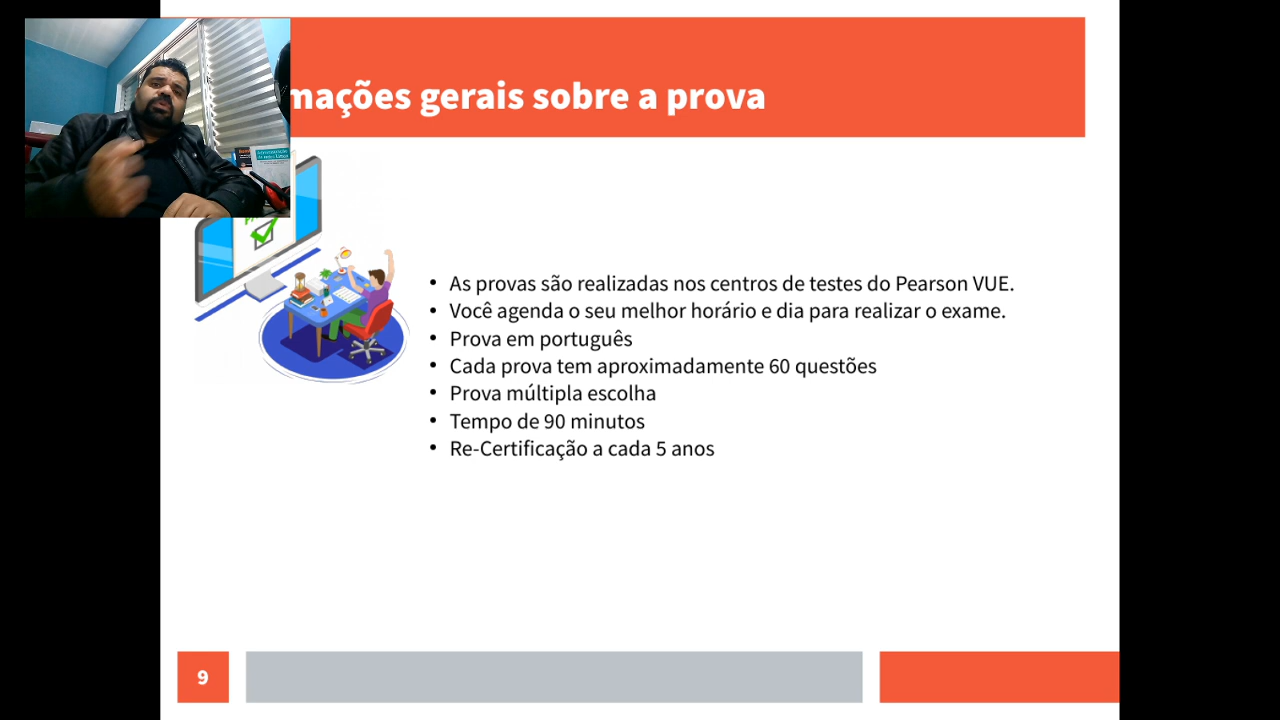 mações gerais sobre a prova
As provas são realizadas nos centros de testes do Pearson VUE.
Você agenda o seu melhor horário e dia para realizar o exame.
Prova em português
Cada prova tem aproximadamente 60 questões
Prova múltipla escolha
Tempo de 90 minutos
Re-Certificação a cada 5 anos
9